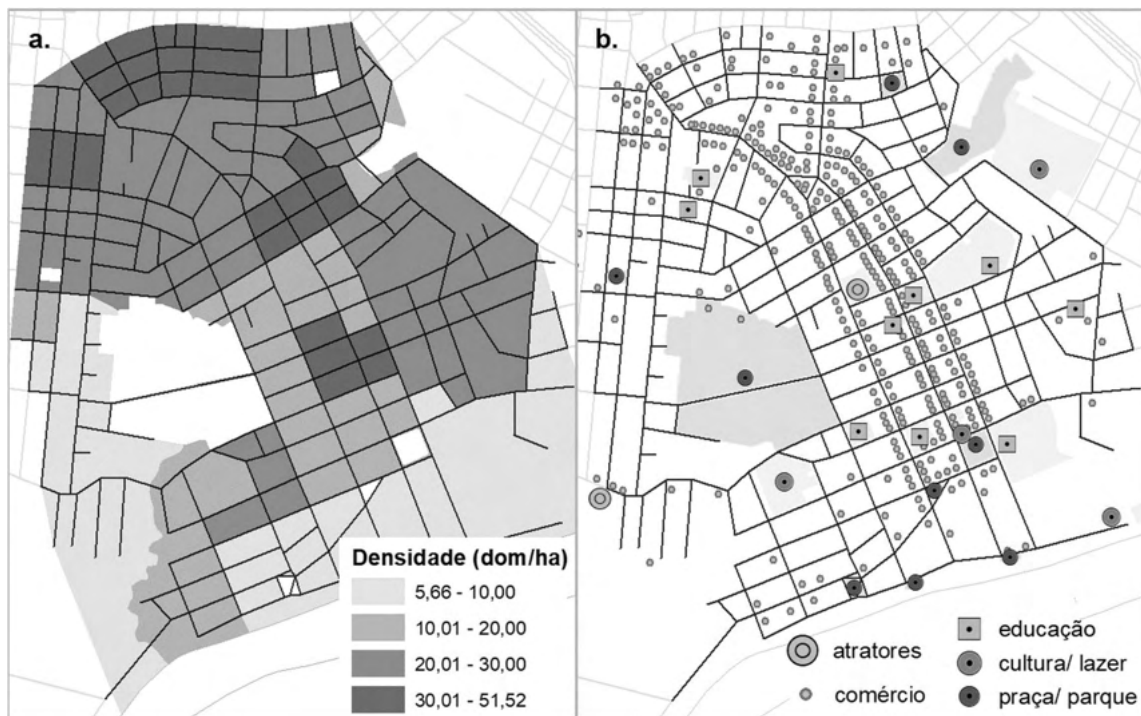 a.
Densidade (dom/ha)
5,66 - 10,00
10,01 - 20,00
20,01 - 30,00
30,01 - 51,52
b.
atratores
comércio
educação
cultura/ lazer
praça/ parque